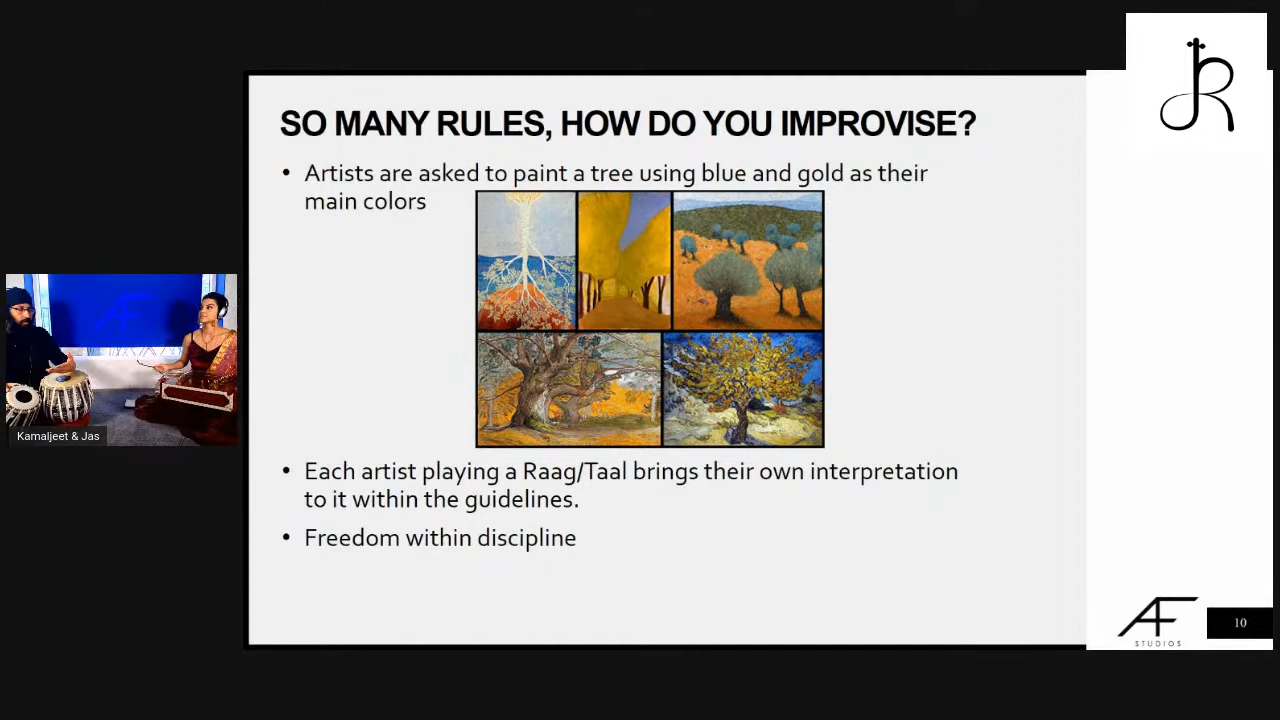 SO MANY RULES, HOW DO YOU IMPROVISE?
• Artists are asked to paint a tree using blue and gold as their
main colors
• Each artist playing a Raag/Taal brings their own interpretation
to it within the guidelines.
• Freedom within discipline
Kamaljeet & Jas
AF
STUDIOS
10